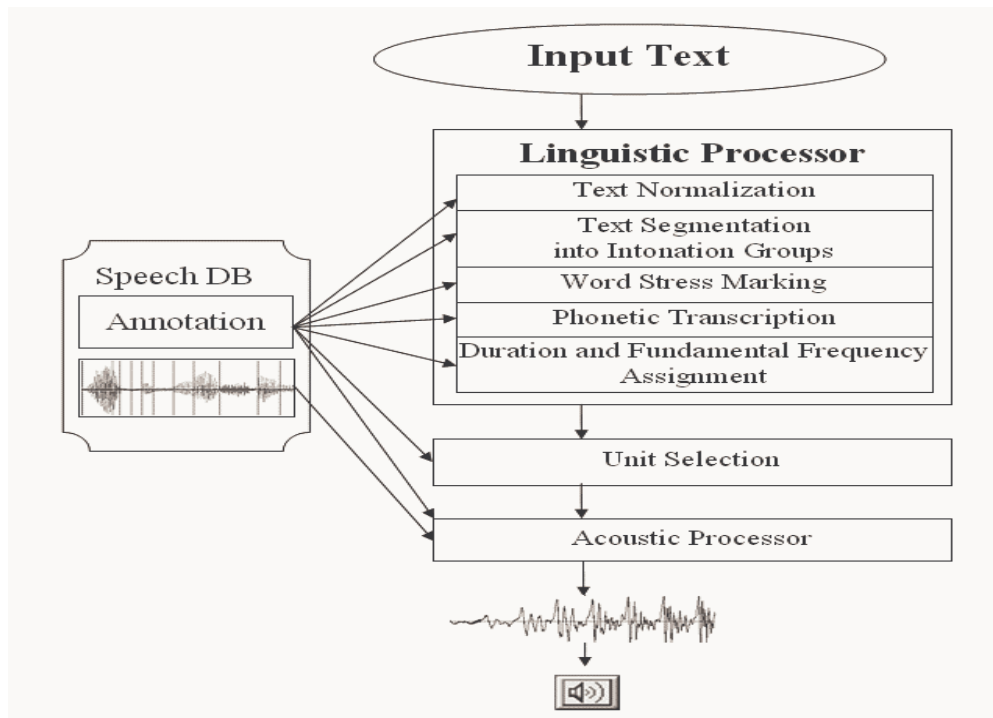 Input Text
Linguistic Processor
Text Normalization
Text Segmentation
into Intonation Groups
Word Stress Marking
Phonetic Transcription
Duration and Fundamental Frequency
Assignment
Speech DB
Annotation
Unit Selection
Acoustic Processor